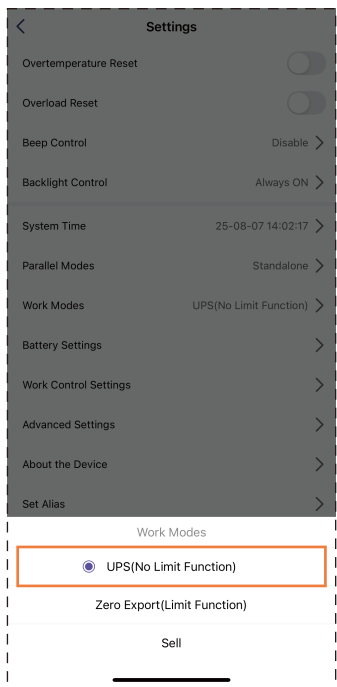 Settings
Overtemperature Reset
Overload Reset
Beep Control Disable
Backlight Control Always ON
System Time 25-08-07 14:02:17
Parallel Modes Standalone
Work Modes UPS(No Limit Function)
Battery Settings
Work Control Settings
Advanced Settings
About the Device
Set Alias
Work Modes
UPS(No Limit Function)
Zero Export(Limit Function)
Sell